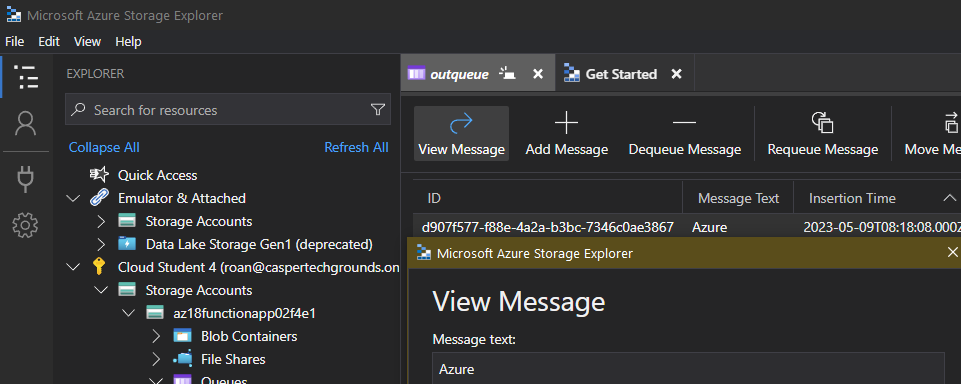 Microsoft Azure Storage Explorer
File Edit View Help
EXPLORER
Search for resources
Collapse All Refresh All
Quick Access
Emulator & Attached
Storage Accounts
Data Lake Storage Gen1 (deprecated)
Cloud Student 4 (roan@caspertechgrounds.on
Storage Accounts
az18functionapp02f4e1
Blob Containers
File Shares
Queues
outqueue Get Started
View Message Add Message Dequeue Message Requeue Message Move Me
ID Message Text Insertion Time
d907f577-f88e-4a2a-b3bc-7346c0ae3867 Azure 2023-05-09T08:18:08.000Z
Microsoft Azure Storage Explorer
View Message
Message text:
Azure